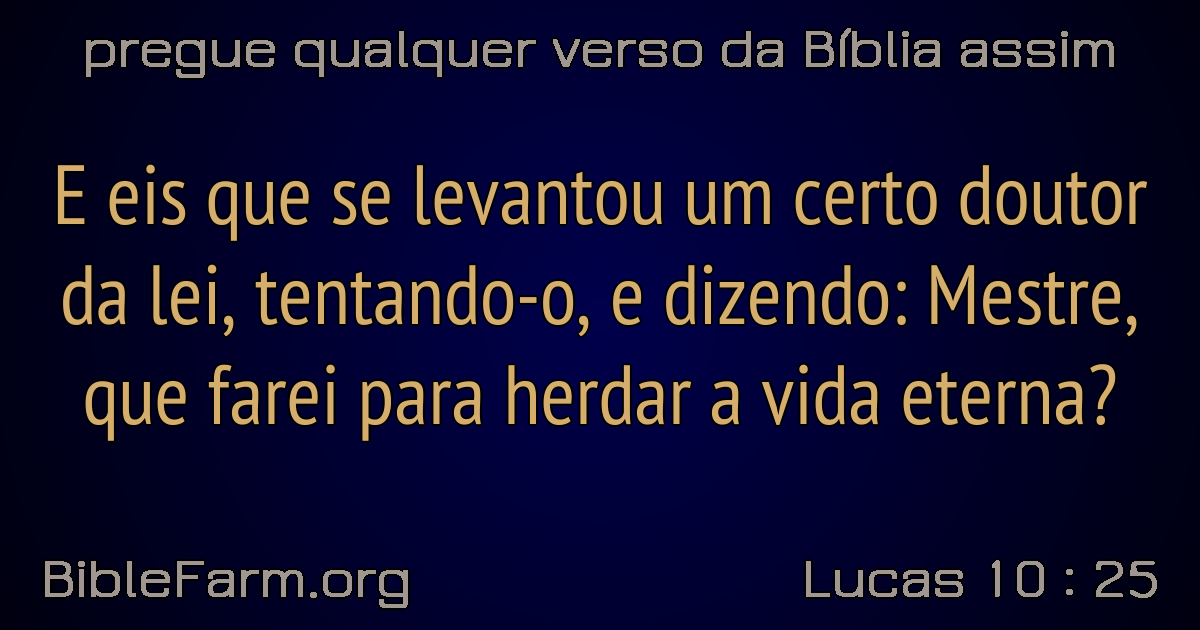 pregue qualquer verso da Bíblia assim
E eis que se levantou um certo doutor
da lei, tentando-o, e dizendo: Mestre,
que farei para herdar a vida eterna?
BibleFarm.org
Lucas 10 : 25